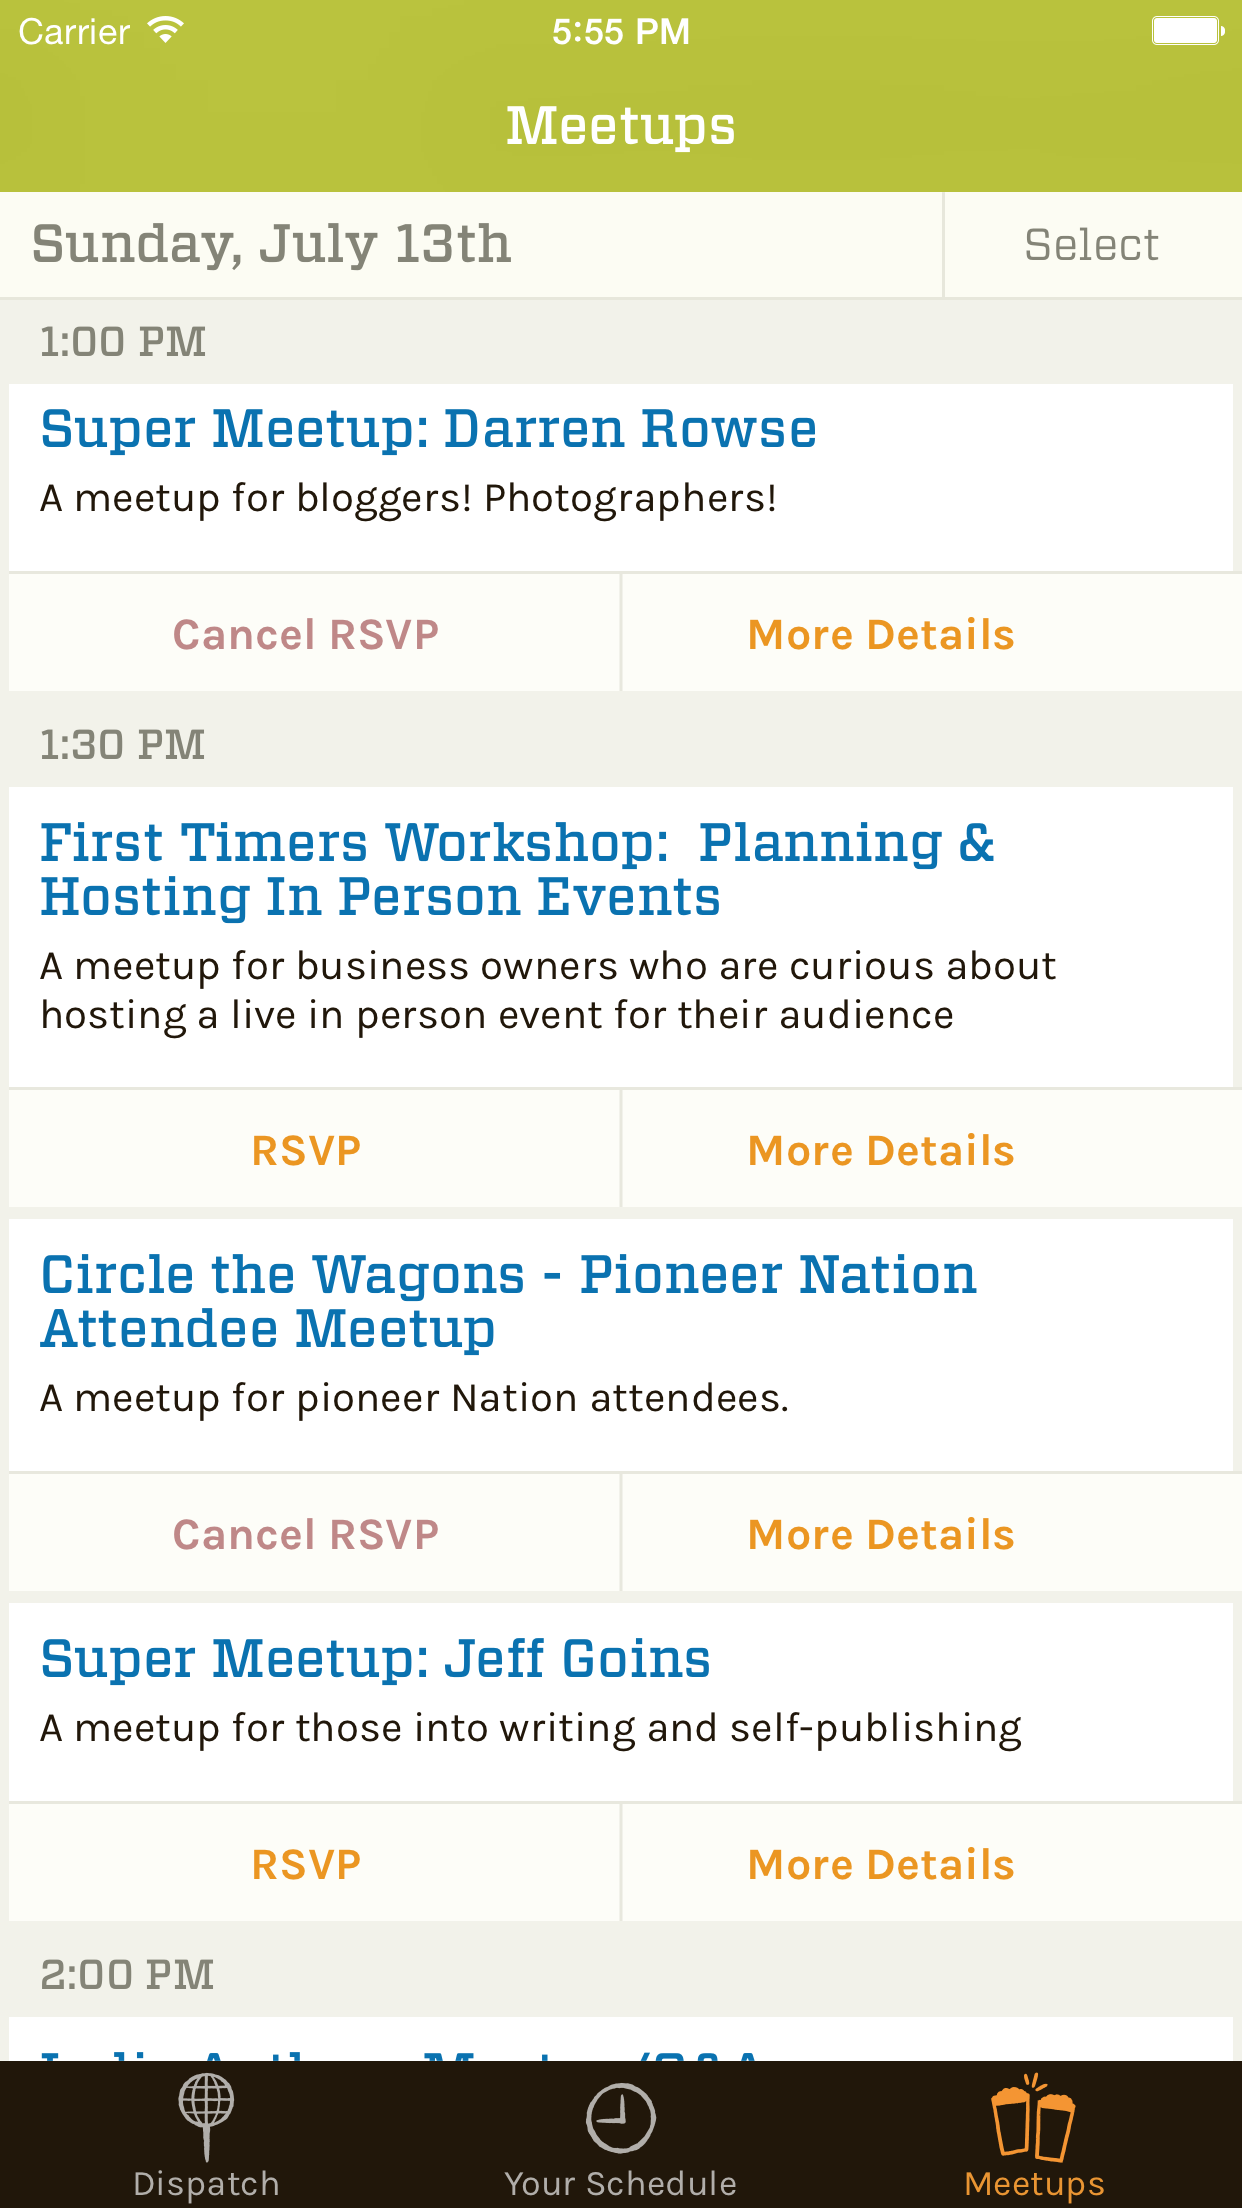 Carrier
5:55 PM
Meetups
Sunday, July 13th
Select
1:00 PM
Super Meetup: Darren Rowse
A meetup for bloggers! Photographers!
Cancel RSVP
More Details
1:30 PM
First Timers Workshop:  Planning &
Hosting In Person Events
A meetup for business owners who are curious about
hosting a live in person event for their audience
RSVP
More Details
Circle the Wagons - Pioneer Nation
Attendee Meetup
A meetup for pioneer Nation attendees.
Cancel RSVP
More Details
Super Meetup: Jeff Goins
A meetup for those into writing and self-publishing
RSVP
More Details
2:00 PM
Dispatch
Your Schedule
Meetups